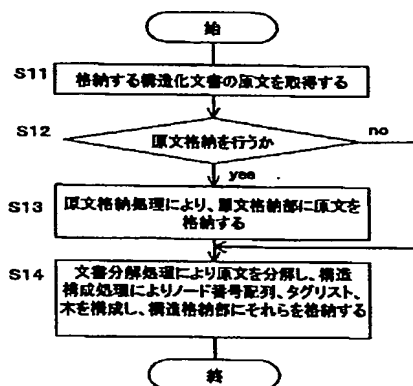 始
S11
格納する構造化文書の原文を取得する
S12
原文格納を行うか
no
yes
S13
原文格納処理により、原文格納部に原文を
格納する
S14
文書分解処理により原文を分解し、構造
構成処理によりノード番号配列、タグリスト、
木を構成し、構造格納部にそれらを格納する
終